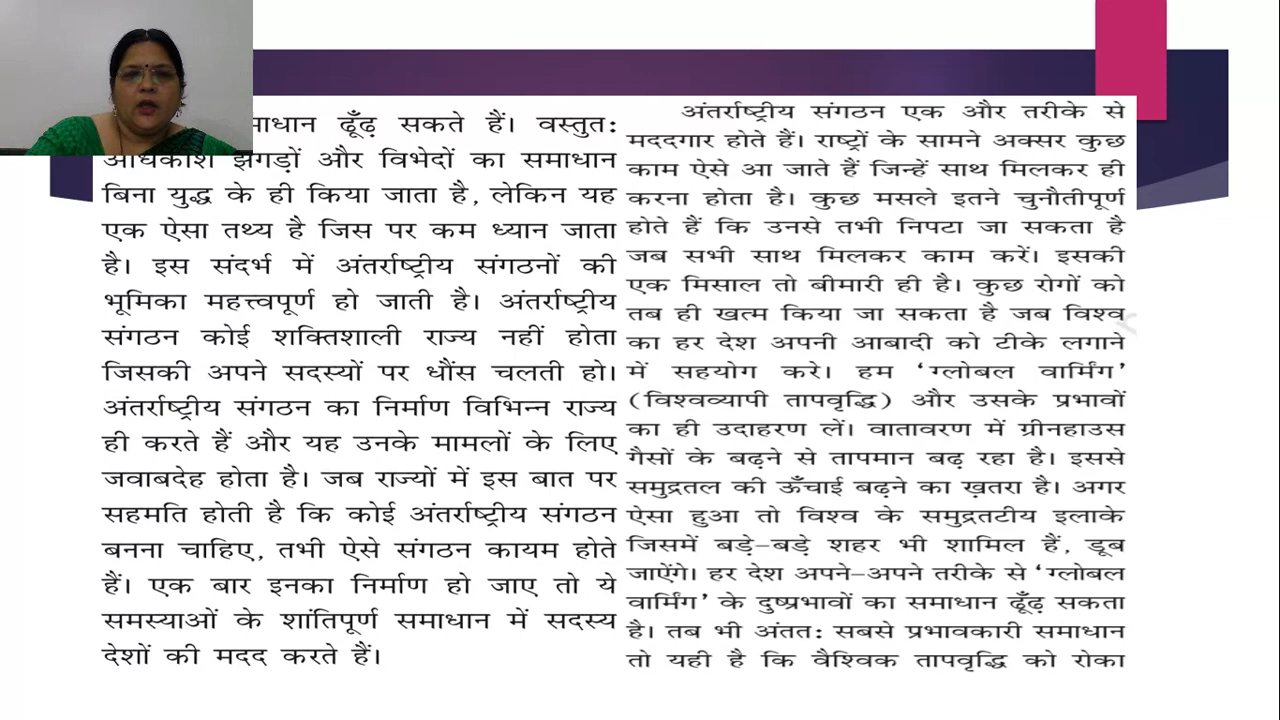 समाधान ढूँढ़ सकते हैं। वस्तुत:
अधिकांश झगड़ों और विभेदों का समाधान
बिना युद्ध के ही किया जाता है, लेकिन यह
एक ऐसा तथ्य है जिस पर कम ध्यान जाता
है। इस संदर्भ में अंतर्राष्ट्रीय संगठनों की
भूमिका महत्त्वपूर्ण हो जाती है। अंतर्राष्ट्रीय
संगठन कोई शक्तिशाली राज्य नहीं होता
जिसकी अपने सदस्यों पर धौंस चलती हो।
अंतर्राष्ट्रीय संगठन का निर्माण विभिन्न राज्य
ही करते हैं और यह उनके मामलों के लिए
जवाबदेह होता है। जब राज्यों में इस बात पर
सहमति होती है कि कोई अंतर्राष्ट्रीय संगठन
बनना चाहिए, तभी ऐसे संगठन कायम होते
हैं। एक बार इनका निर्माण हो जाए तो ये
समस्याओं के शांतिपूर्ण समाधान में सदस्य
देशों की मदद करते हैं।
अंतर्राष्ट्रीय संगठन एक और तरीके से
मददगार होते हैं। राष्ट्रों के सामने अक्सर कुछ
काम ऐसे आ जाते हैं जिन्हें साथ मिलकर ही
करना होता है। कुछ मसले इतने चुनौतीपूर्ण
होते हैं कि उनसे तभी निपटा जा सकता है
जब सभी साथ मिलकर काम करें। इसकी
एक मिसाल तो बीमारी ही है। कुछ रोगों को
तब ही खत्म किया जा सकता है जब विश्व
का हर देश अपनी आबादी को टीके लगाने
में सहयोग करे। हम ‘ग्लोबल वार्मिंग’
(विश्वव्यापी तापवृद्धि) और उसके प्रभावों
का ही उदाहरण लें। वातावरण में ग्रीनहाउस
गैसों के बढ़ने से तापमान बढ़ रहा है। इससे
समुद्रतल की ऊँचाई बढ़ने का ख़तरा है। अगर
ऐसा हुआ तो विश्व के समुद्रतटीय इलाके
जिसमें बड़े-बड़े शहर भी शामिल हैं, डूब
जाएंगे। हर देश अपने-अपने तरीके से ‘ग्लोबल
वार्मिंग’ के दुष्प्रभावों का समाधान ढूँढ़ सकता
है। तब भी अंतत: सबसे प्रभावकारी समाधान
तो यही है कि वैश्विक तापवृद्धि को रोका